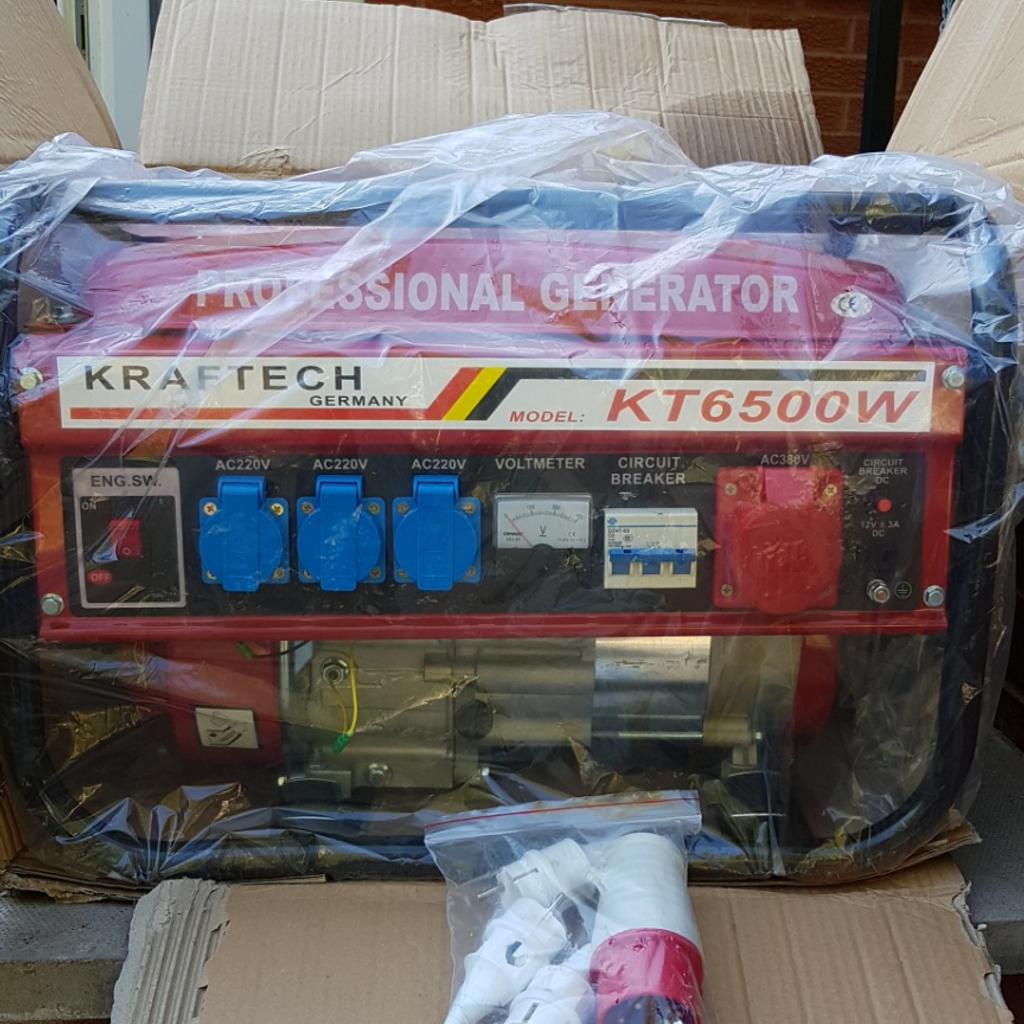 PROFESSIONAL GENERATOR
CE
KRAFTECH
GERMANY
MODEL: KT6500W
ENG.SW.
ON
OFF
AC220V
AC220V
AC220V
VOLTMETER
V
CIRCUIT
BREAKER
AC380V
CIRCUIT
BREAKER
DC
12V 8.3A
DC